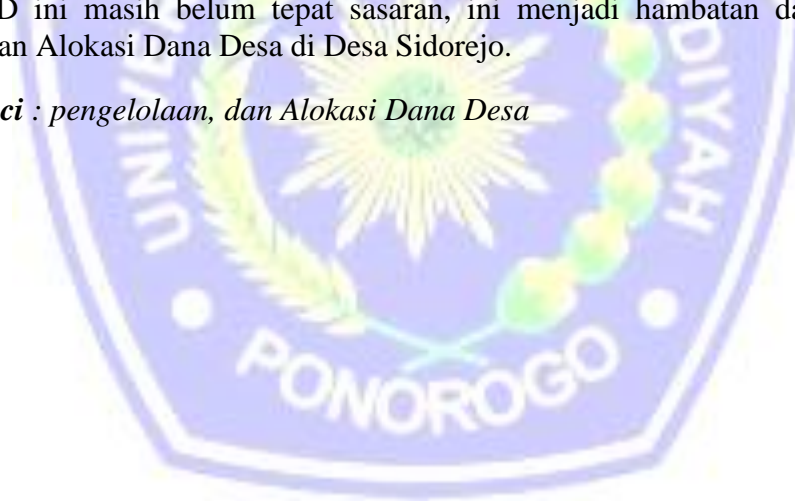 D ini masih belum tepat sasaran, ini menjadi hambatan da
an Alokasi Dana Desa di Desa Sidorejo.
ci : pengelolaan, dan Alokasi Dana Desa
DIYAH
PONOROGO